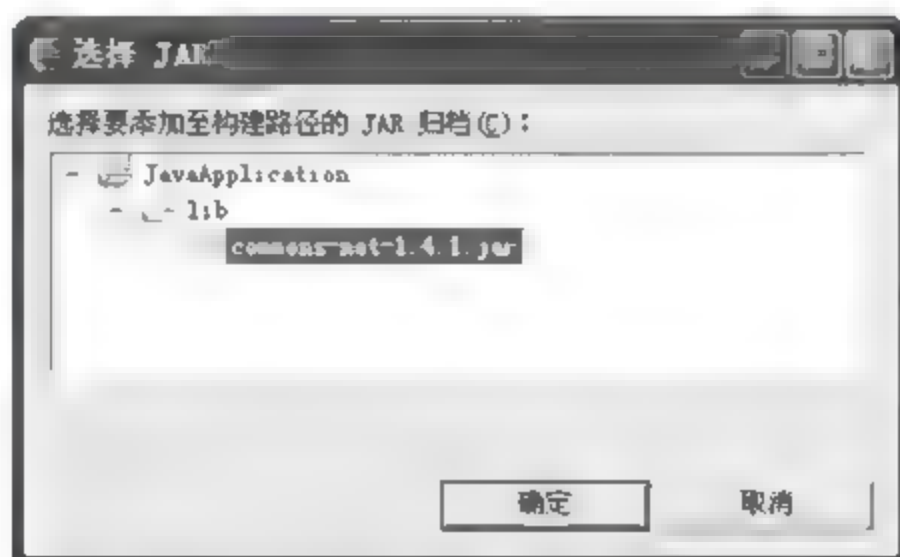 选择 JAR
选择要添加至构建路径的 JAR 归档(C):
JavaApplication
lib
commons-net-1.4.1.jar
确定
取消